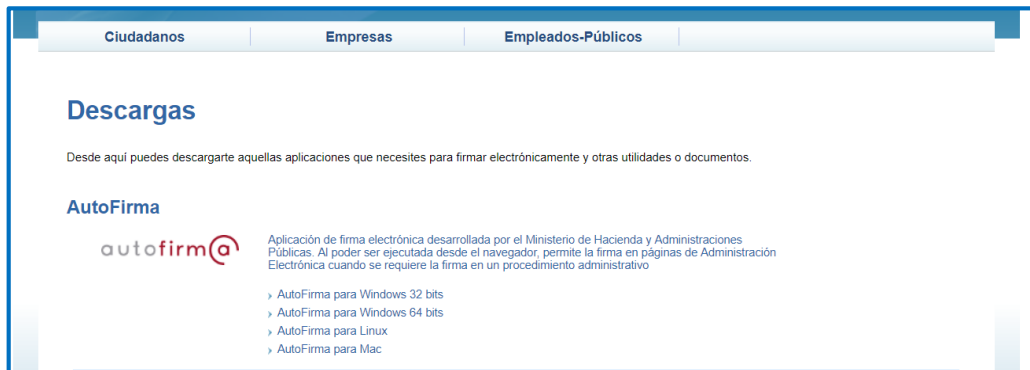 Ciudadanos Empresas Empleados-Públicos
Descargas
Desde aquí puedes descargarte aquellas aplicaciones que necesites para firmar electrónicamente y otras utilidades o documentos.
AutoFirma
autofirm@
Aplicación de firma electrónica desarrollada por el Ministerio de Hacienda y Administraciones
Públicas. Al poder ser ejecutada desde el navegador, permite la firma en páginas de Administración
Electrónica cuando se requiere la firma en un procedimiento administrativo
› AutoFirma para Windows 32 bits
› AutoFirma para Windows 64 bits
› AutoFirma para Linux
› AutoFirma para Mac